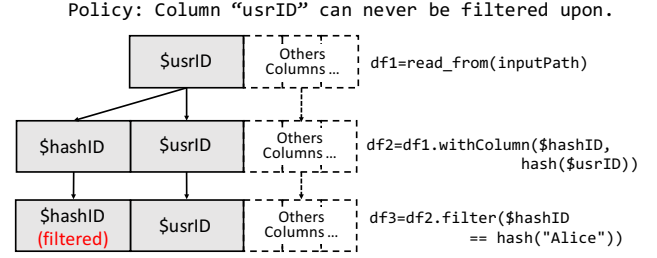 Policy: Column “usrID” can never be filtered upon.
$usrID
Others
Columns ...
df1=read_from(inputPath)
$hashID
$usrID
Others
Columns ...
df2=df1.withColumn($hashID,
hash($usrID))
$hashID
(filtered)
$usrID
Others
Columns ...
df3=df2.filter($hashID
== hash("Alice"))